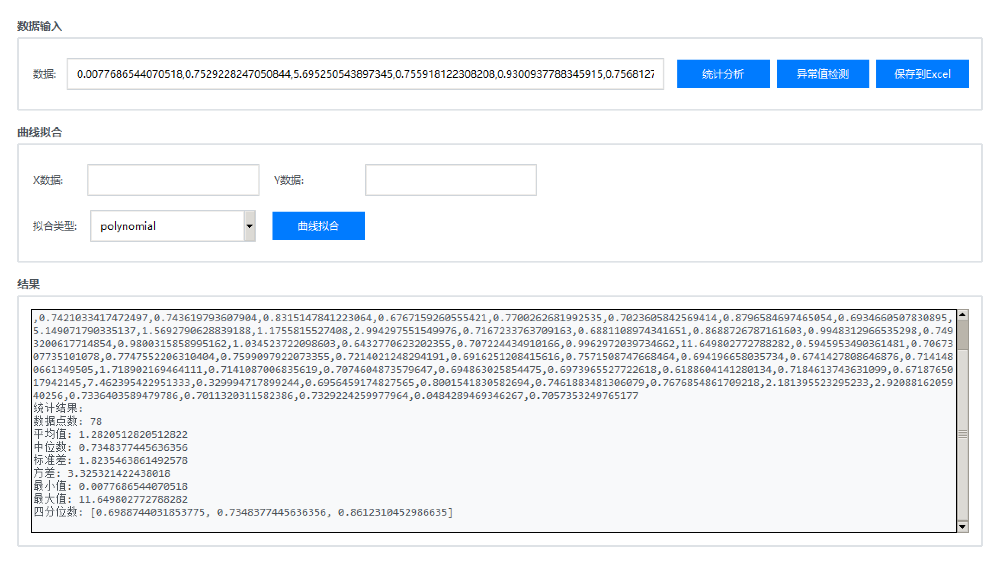 数据输入
数据: 0.0077686544070518,0.7529228247050844,5.695250543897345,0.755918122308208,0.9300937788345915,0.7568127 统计分析 异常值检测 保存到Excel
曲线拟合
X数据: Y数据:
拟合类型: polynomial 曲线拟合
结果
,0.7421033417472497,0.743619793607904,0.8315147841223064,0.6767159260555421,0.7700262681992535,0.7023605842569414,0.8796584697465054,0.6934660507830895,
5.149071790335137,1.5692790628839188,1.1755815527408,2.994297551549976,0.7167233763709163,0.6881108974341651,0.8688726787161603,0.9948312966535298,0.749
3200617714854,0.9800315858995162,1.034523722098603,0.6432770623202355,0.707224434910166,0.9962972039734662,11.649802772788282,0.5945953490361481,0.70673
07735101078,0.7747552206310404,0.7599097922073355,0.7214021248294191,0.6916251208415616,0.7571508747668464,0.694196658035734,0.6741427808646876,0.714148
0661349505,1.718902169464111,0.7141087006835619,0.7074604873579647,0.694863025854475,0.6973965527722618,0.6188604141280134,0.7184613743631099,0.67187650
17942145,7.462395422951333,0.329994717899244,0.6956459174827565,0.8001541830582694,0.7461883481306079,0.7676854861709218,2.181395523295233,2.92088162059
40256,0.7336403589479786,0.7011320311582386,0.7329224259977964,0.0484289469346267,0.7057353249765177
统计结果:
数据点数: 78
平均值: 1.2820512820512822
中位数: 0.7348377445636356
标准差: 1.8235463861492578
方差: 3.325321422438018
最小值: 0.0077686544070518
最大值: 11.649802772788282
四分位数: [0.6988744031853775, 0.7348377445636356, 0.8612310452986635]